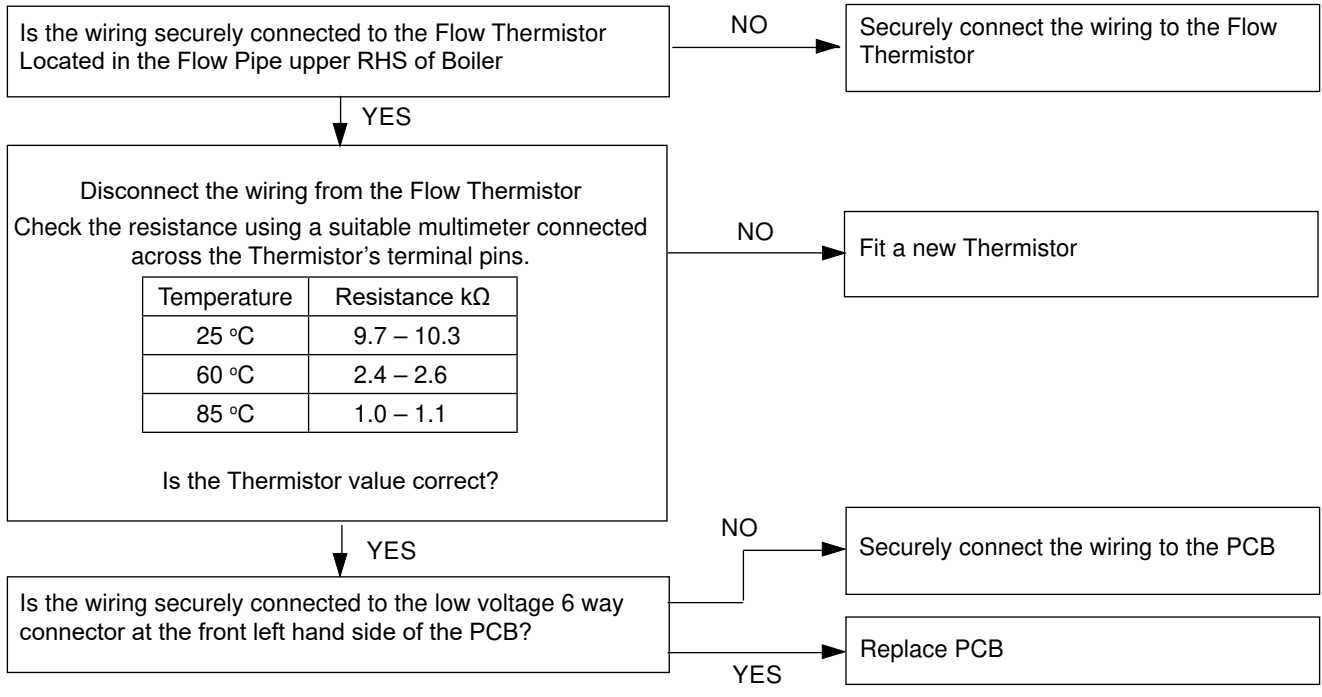 Is the wiring securely connected to the Flow Thermistor
Located in the Flow Pipe upper RHS of Boiler
NO
Securely connect the wiring to the Flow
Thermistor
YES
Disconnect the wiring from the Flow Thermistor
Check the resistance using a suitable multimeter connected
across the Thermistor’s terminal pins.
NO
Fit a new Thermistor
Temperature Resistance kΩ
25 °C 9.7 – 10.3
60 °C 2.4 – 2.6
85 °C 1.0 – 1.1
Is the Thermistor value correct?
YES
NO
Securely connect the wiring to the PCB
Is the wiring securely connected to the low voltage 6 way
connector at the front left hand side of the PCB?
YES
Replace PCB